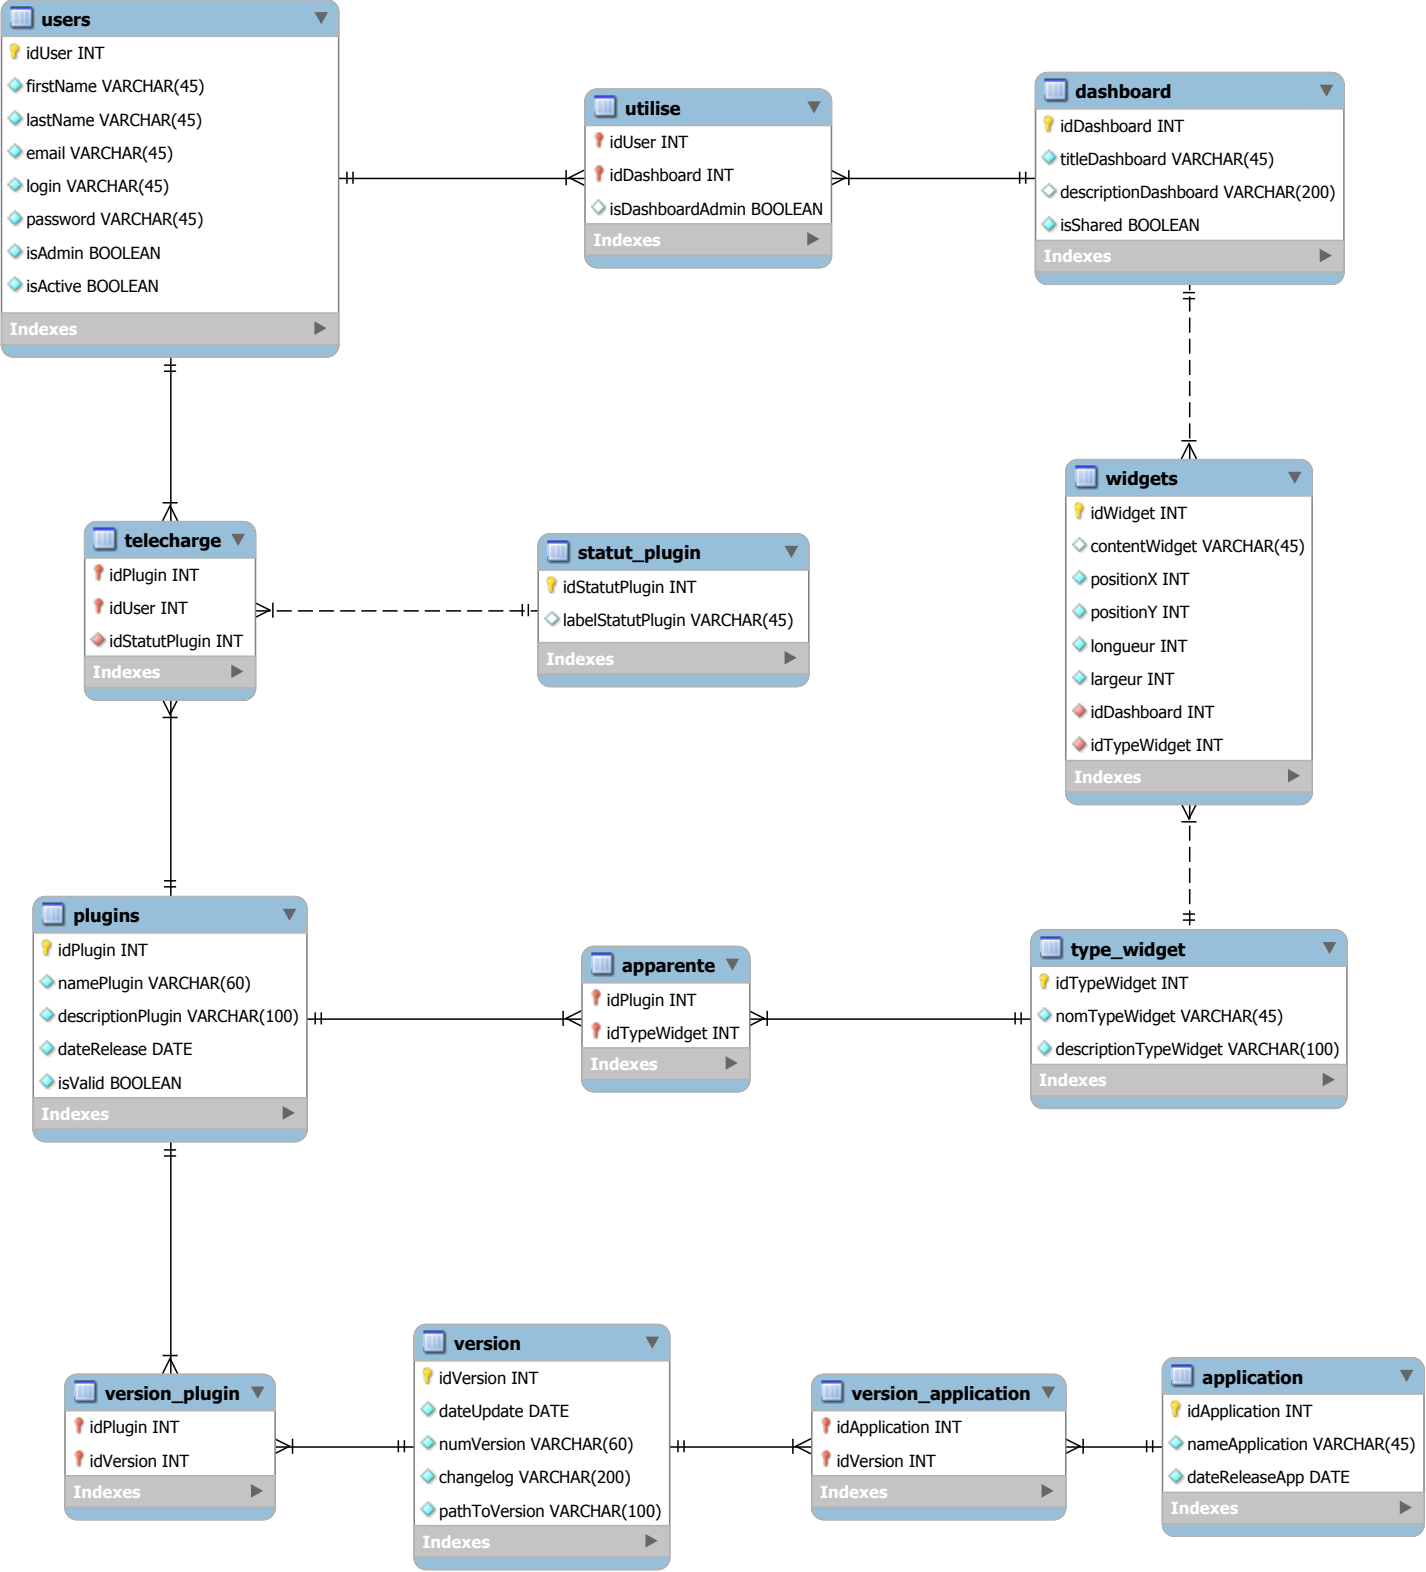 users
idUser INT
firstName VARCHAR(45)
lastName VARCHAR(45)
email VARCHAR(45)
login VARCHAR(45)
password VARCHAR(45)
isAdmin BOOLEAN
isActive BOOLEAN
Indexes
utilise
idUser INT
idDashboard INT
isDashboardAdmin BOOLEAN
Indexes
dashboard
idDashboard INT
titleDashboard VARCHAR(45)
descriptionDashboard VARCHAR(200)
isShared BOOLEAN
Indexes
telecharge
idPlugin INT
idUser INT
idStatutPlugin INT
Indexes
statut_plugin
idStatutPlugin INT
labelStatutPlugin VARCHAR(45)
Indexes
widgets
idWidget INT
contentWidget VARCHAR(45)
positionX INT
positionY INT
longueur INT
largeur INT
idDashboard INT
idTypeWidget INT
Indexes
plugins
idPlugin INT
namePlugin VARCHAR(60)
descriptionPlugin VARCHAR(100)
dateRelease DATE
isValid BOOLEAN
Indexes
apparente
idPlugin INT
idTypeWidget INT
Indexes
type_widget
idTypeWidget INT
nomTypeWidget VARCHAR(45)
descriptionTypeWidget VARCHAR(100)
Indexes
version_plugin
idPlugin INT
idVersion INT
Indexes
version
idVersion INT
dateUpdate DATE
numVersion VARCHAR(60)
changelog VARCHAR(200)
pathToVersion VARCHAR(100)
Indexes
version_application
idApplication INT
idVersion INT
Indexes
application
idApplication INT
nameApplication VARCHAR(45)
dateReleaseApp DATE
Indexes